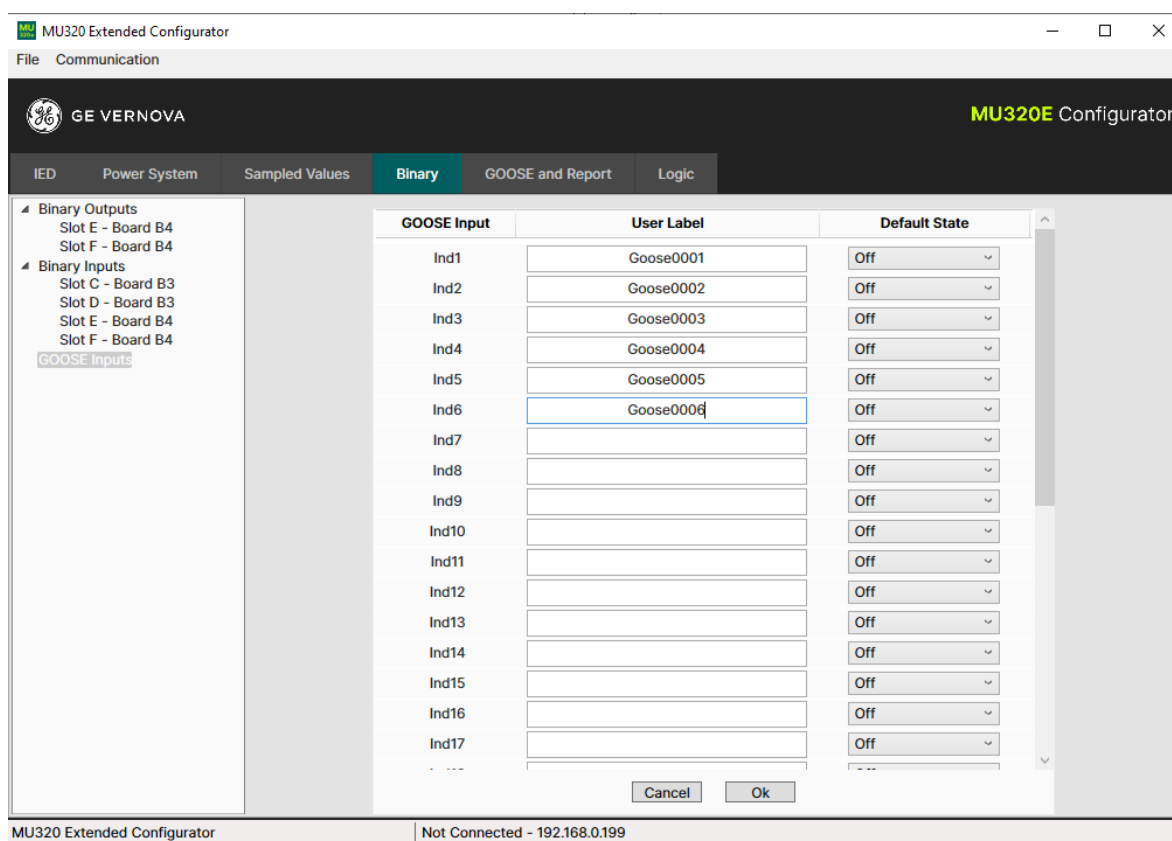 MU320 Extended Configurator
File Communication
GE VERNOVA
MU320E Configurator
IED Power System Sampled Values Binary GOOSE and Report Logic
Binary Outputs
Slot E - Board B4
Slot F - Board B4
Binary Inputs
Slot C - Board B3
Slot D - Board B3
Slot E - Board B4
Slot F - Board B4
GOOSE Inputs
GOOSE Input User Label Default State
Ind1 Goose0001 Off
Ind2 Goose0002 Off
Ind3 Goose0003 Off
Ind4 Goose0004 Off
Ind5 Goose0005 Off
Ind6 Goose0006 Off
Ind7 Off
Ind8 Off
Ind9 Off
Ind10 Off
Ind11 Off
Ind12 Off
Ind13 Off
Ind14 Off
Ind15 Off
Ind16 Off
Ind17 Off
Cancel Ok
MU320 Extended Configurator Not Connected - 192.168.0.199